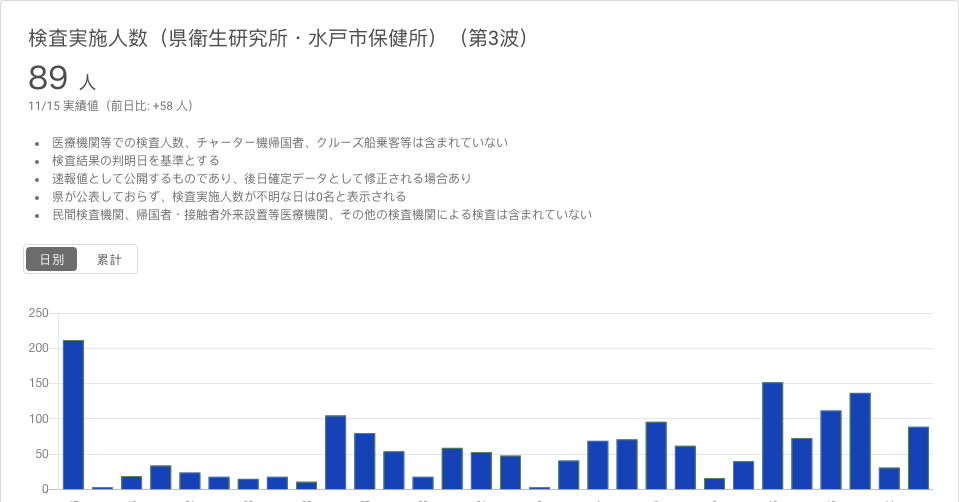 検査実施人数（県衛生研究所・水戸市保健所）（第3波）
89 人
11/15 実績値（前日比: +58 人）
医療機関等での検査人数、チャーター機帰国者、クルーズ船乗客等は含まれていない
検査結果の判明日を基準とする
速報値として公開するものであり、後日確定データとして修正される場合あり
県が公表しておらず、検査実施人数が不明な日は0名と表示される
民間検査機関、帰国者・接触者外来設置等医療機関、その他の検査機関による検査は含まれていない
日別 累計
250
200
150
100
50
0